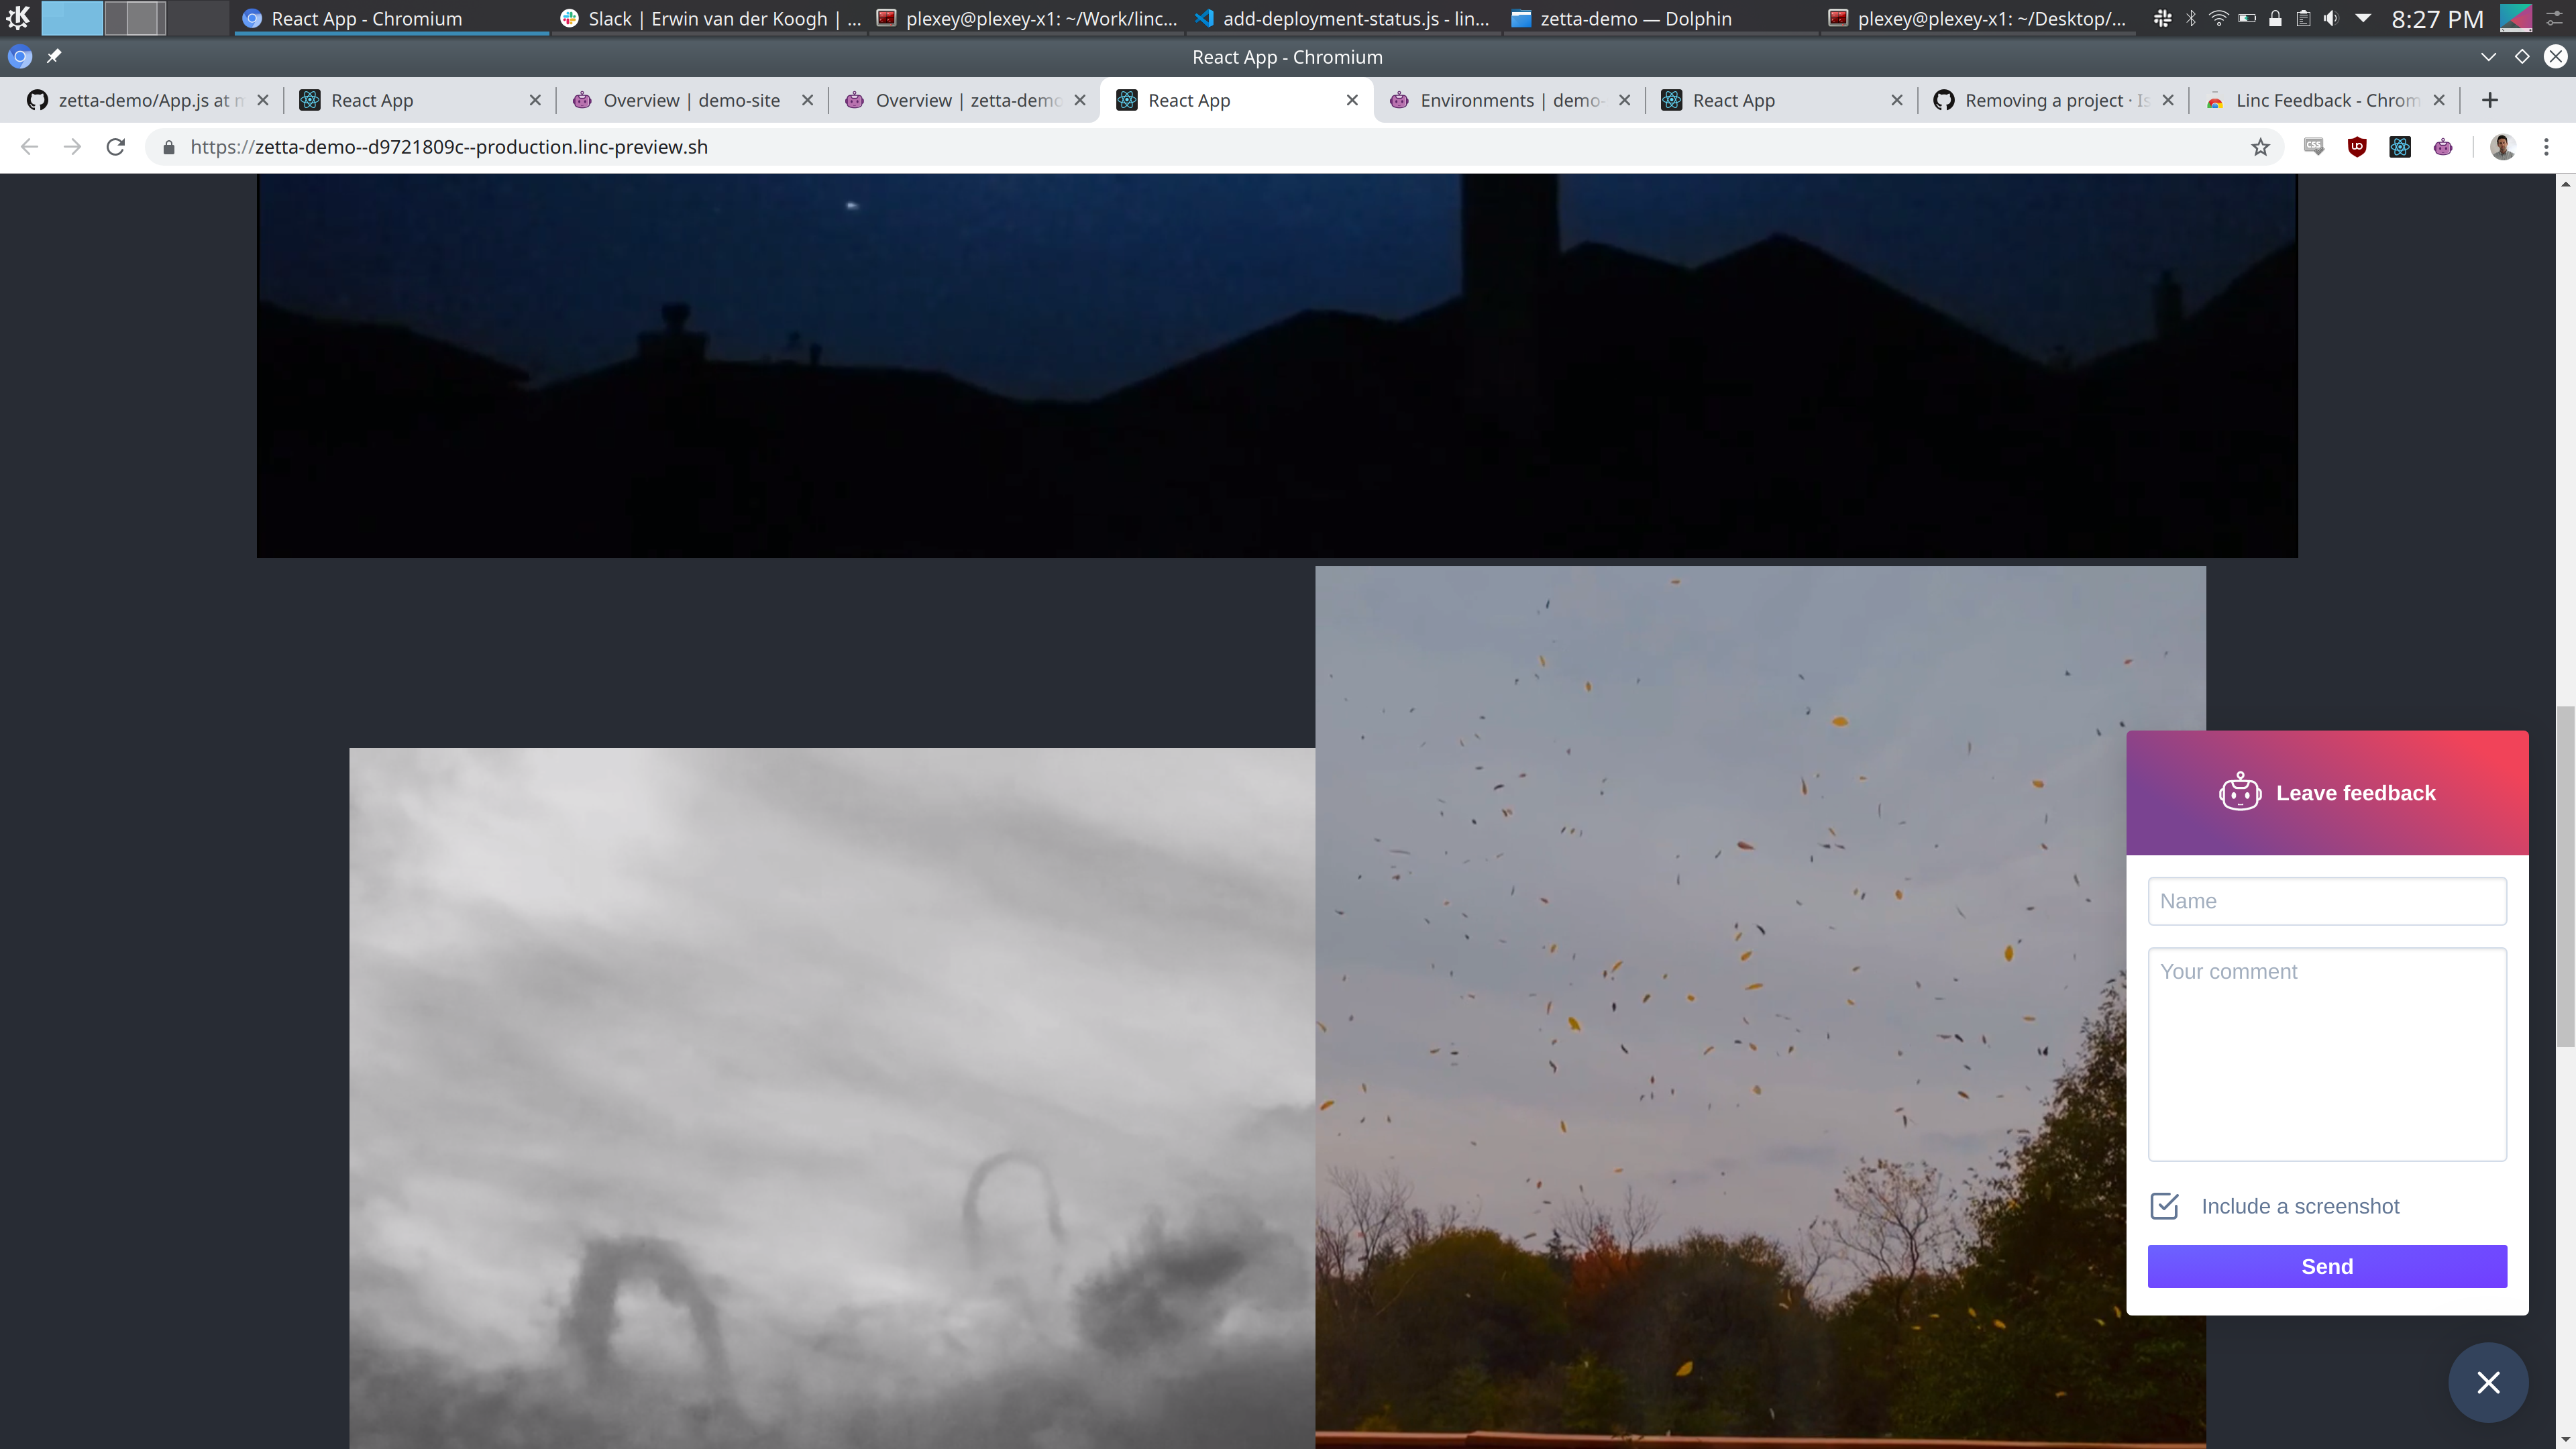 React App - Chromium
Slack | Erwin van der Koogh | ...
plexey@plexey-x1: ~/Work/linc...
add-deployment-status.js - lin...
zetta-demo — Dolphin
plexey@plexey-x1: ~/Desktop/...
8:27 PM
React App - Chromium
zetta-demo/App.js at m
React App
Overview | demo-site
Overview | zetta-demo
React App
Environments | demo-
React App
Removing a project · Is
Linc Feedback - Chrom
https://zetta-demo--d9721809c--production.linc-preview.sh
CSS
Leave feedback
Name
Your comment
Include a screenshot
Send